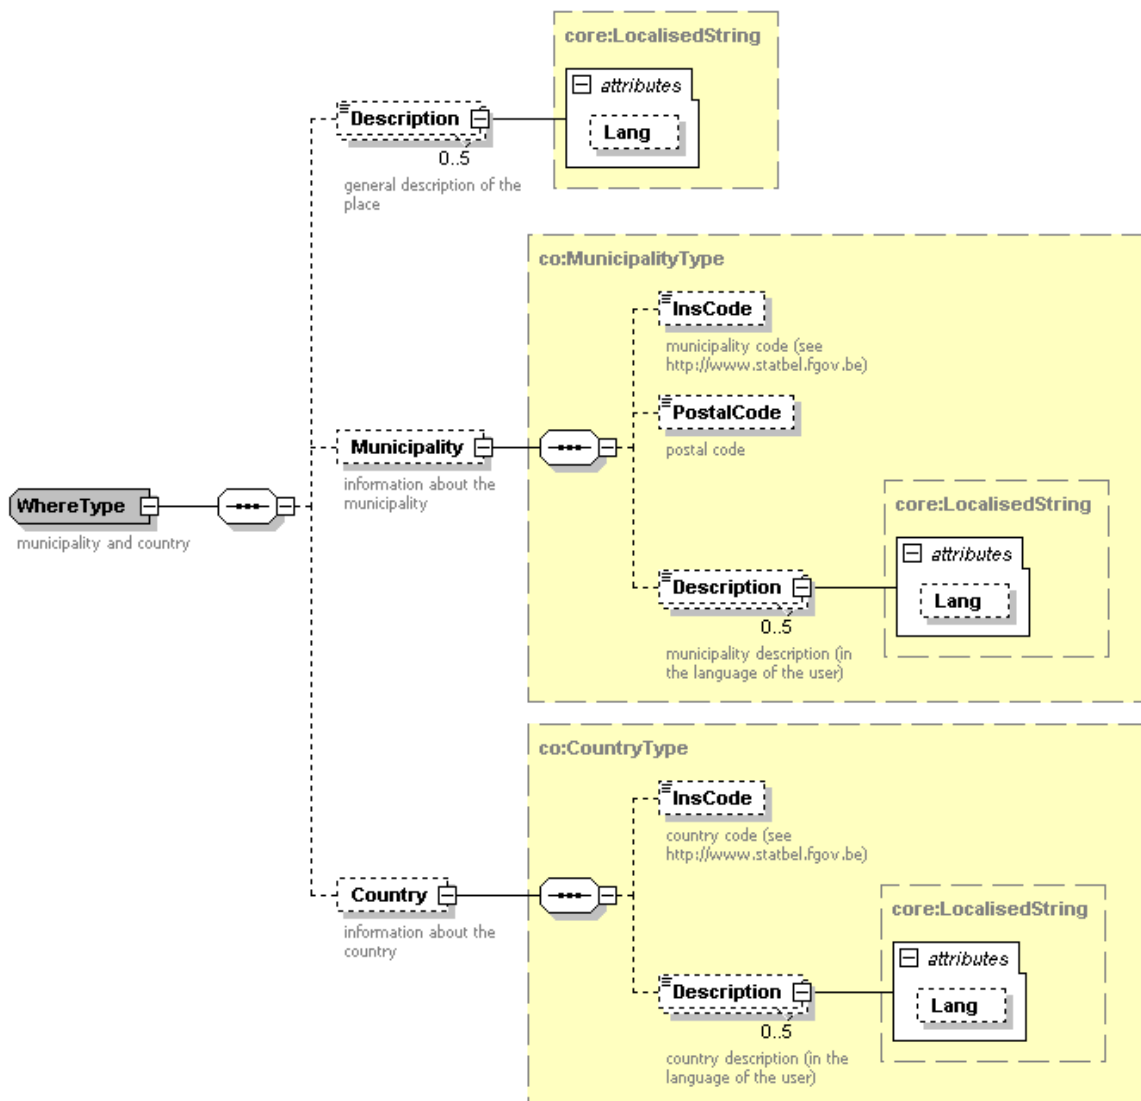 core:LocalisedString
attributes
Description
Lang
0..5
general description of the
place
co:MunicipalityType
InsCode
municipality code (see
http://www.statbel.fgov.be)
PostalCode
postal code
Municipality
information about the
municipality
core:LocalisedString
attributes
Description
Lang
0..5
municipality description (in
the language of the user)
WhereType
municipality and country
co:CountryType
InsCode
country code (see
http://www.statbel.fgov.be)
Country
information about the
country
core:LocalisedString
attributes
Description
Lang
0..5
country description (in the
language of the user)